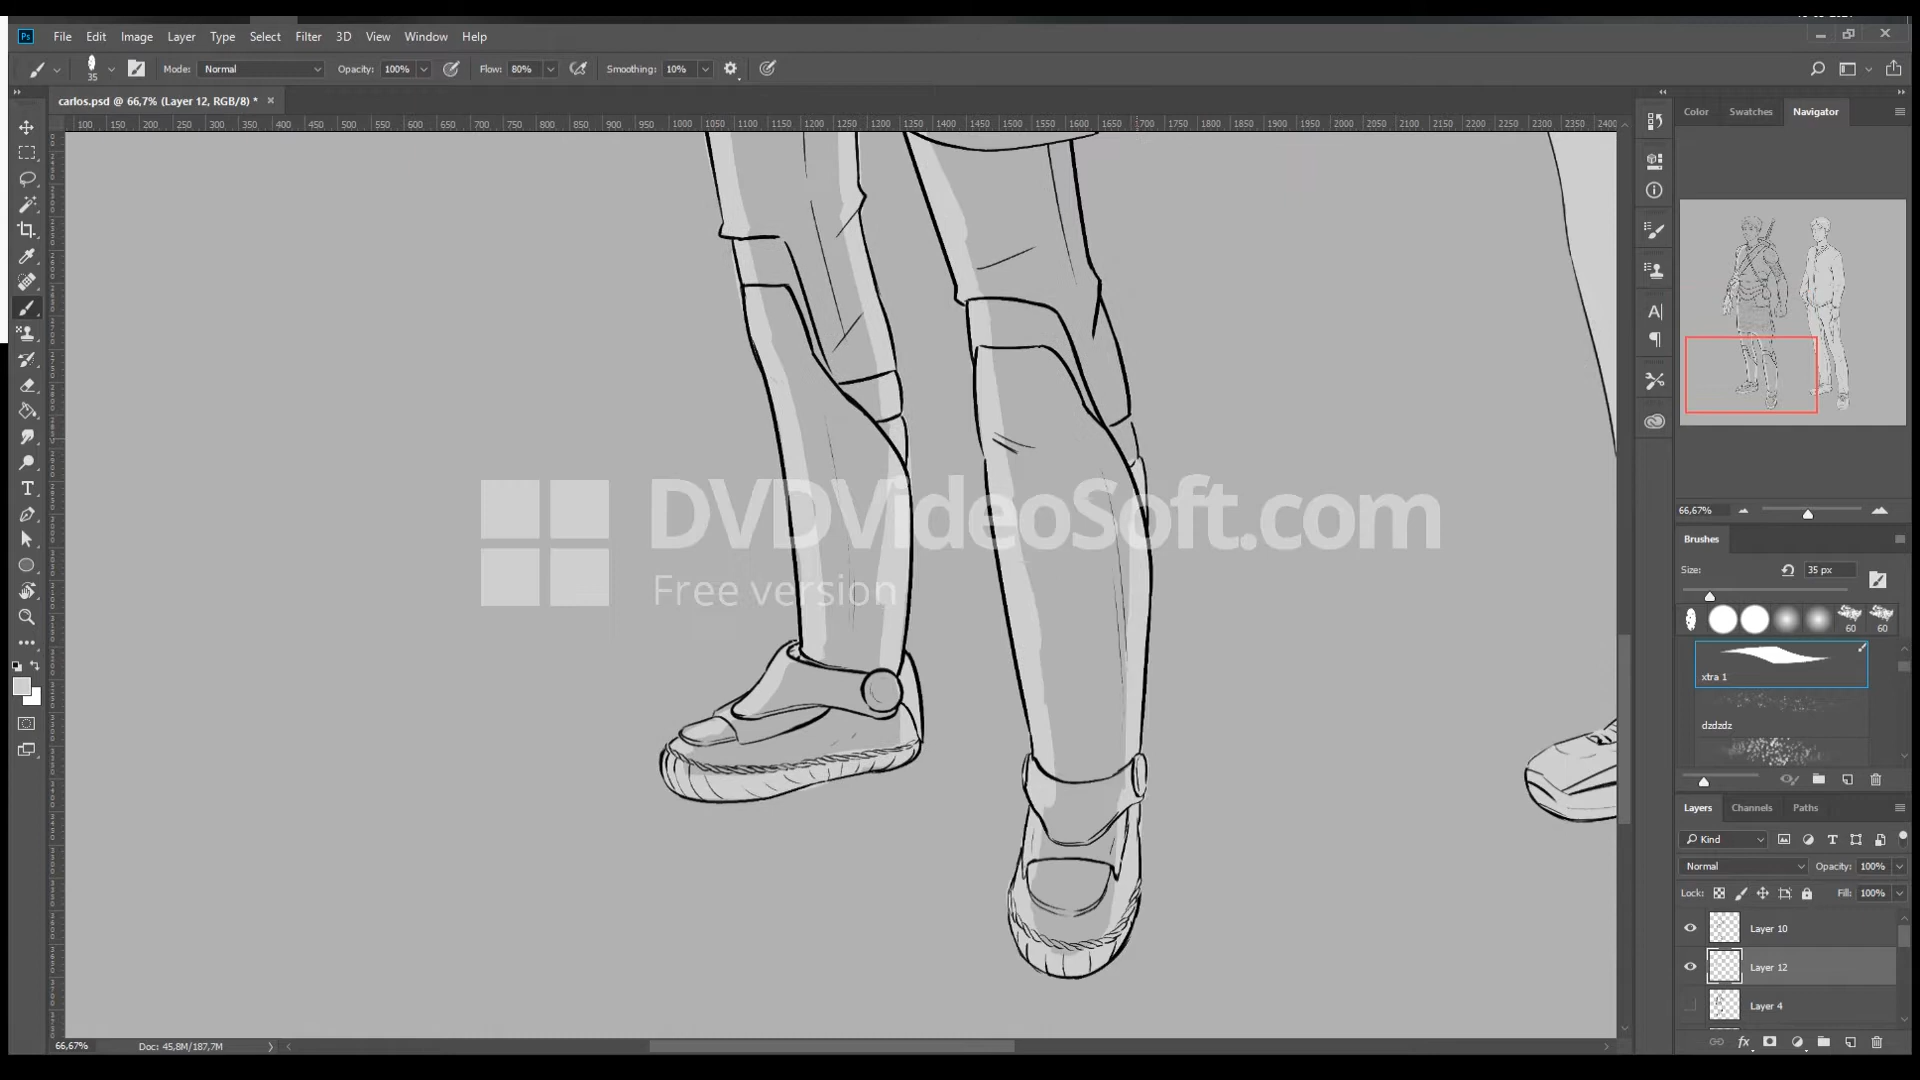 Ps File Edit Image Layer Type Select Filter 3D View Window Help
35 Mode: Normal Opacity: 100% Flow: 80% Smoothing: 10%
carlos.psd @ 66,7% (Layer 12, RGB/8) *
100 150 200 250 300 350 400 450 500 550 600 650 700 750 800 850 900 950 1000 1050 1100 1150 1200 1250 1300 1350 1400 1450 1500 1550 1600 1650 1700 1750 1800 1850 1900 1950 2000 2050 2100 2150 2200 2250 2300 2350 2400
Color Swatches Navigator
66,67%
Brushes
Size: 35 px
60 60
xtra 1
dzdzdz
Layers Channels Paths
Kind
Normal Opacity: 100%
Lock: Fill: 100%
Layer 10
Layer 12
Layer 4
fx
DVDVideoSoft.com
Free version
66,67% Doc: 45,8M/187,7M